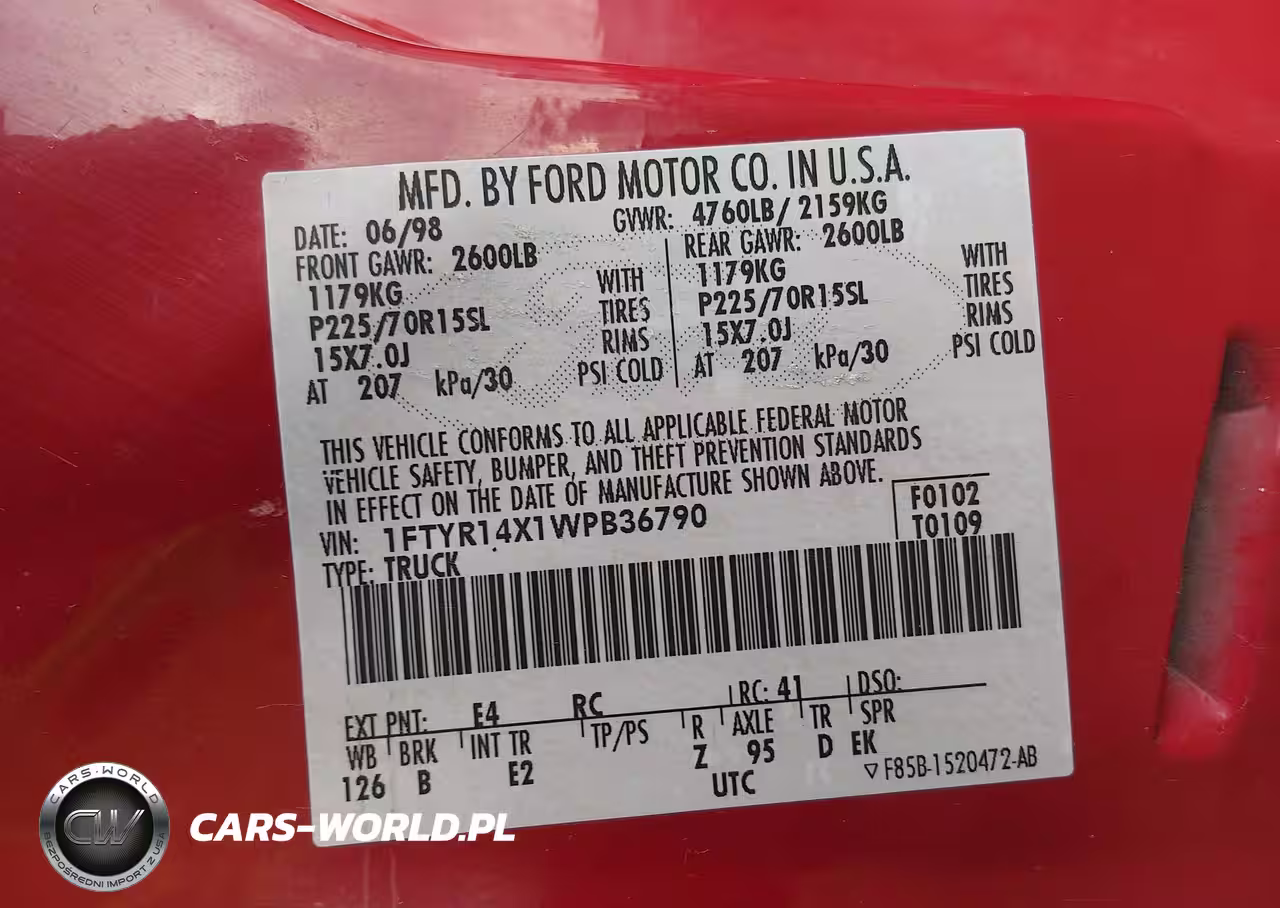 MFD. BY FORD MOTOR CO. IN U.S.A.
DATE: 06/98 GVWR: 4760LB/ 2159KG
FRONT GAWR: 2600LB REAR GAWR: 2600LB
1179KG WITH 1179KG WITH
P225/70R15SL TIRES P225/70R15SL TIRES
15X7.0J RIMS 15X7.0J RIMS
AT 207 kPa/30 PSI COLD AT 207 kPa/30 PSI COLD
THIS VEHICLE CONFORMS TO ALL APPLICABLE FEDERAL MOTOR
VEHICLE SAFETY, BUMPER, AND THEFT PREVENTION STANDARDS
IN EFFECT ON THE DATE OF MANUFACTURE SHOWN ABOVE.
F0102
VIN: 1FTYR14X1WPB36790 T0109
TYPE: TRUCK
EXT PNT: E4 RC RC: 41 DSO:
WB BRK INT TR TP/PS R AXLE TR SPR
126 B E2 Z 95 D EK
UTC ▽ F85B-1520472-AB
CARS-WORLD
CW
BEZPOŚREDNI IMPORT Z USA
CARS-WORLD.PL